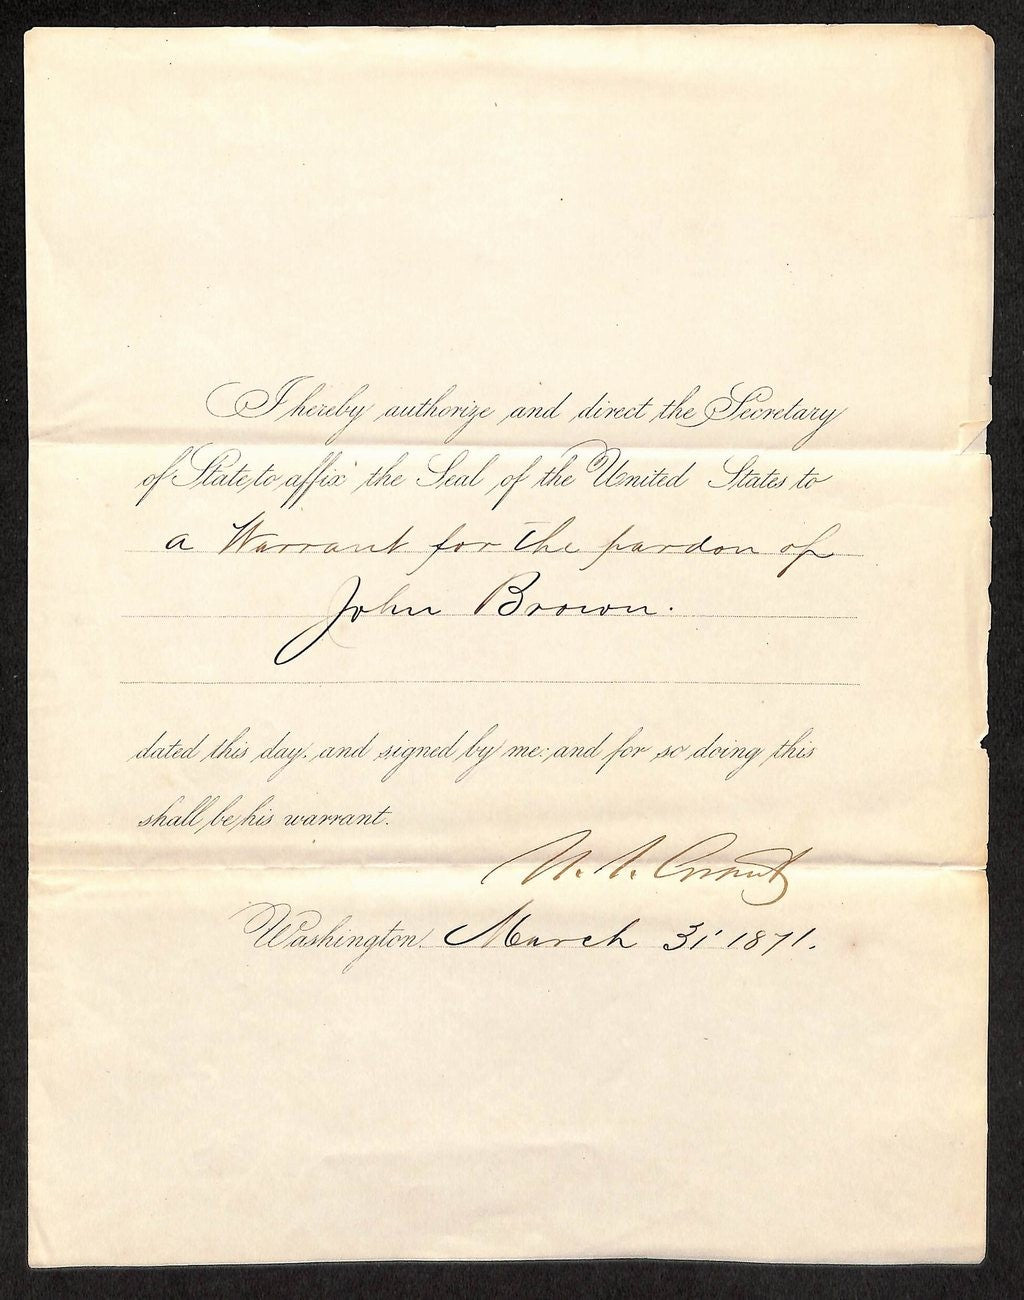 I hereby authorize and direct the Secretary
of State to affix the Seal of the United States to
a Warrant for the pardon of
John Brown.
dated this day, and signed by me: and for so doing this
shall be his warrant.
U. S. Grant
Washington, March 31' 1871.